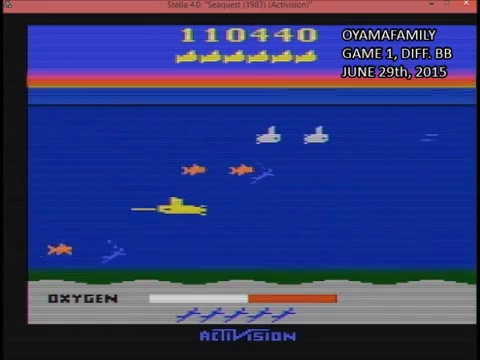 Stella 4.0: "Seaquest (1983) (Activision)"
110440
OYAMAFAMILY
GAME 1, DIFF. BB
JUNE 29th, 2015
OXYGEN
ACTIVISION